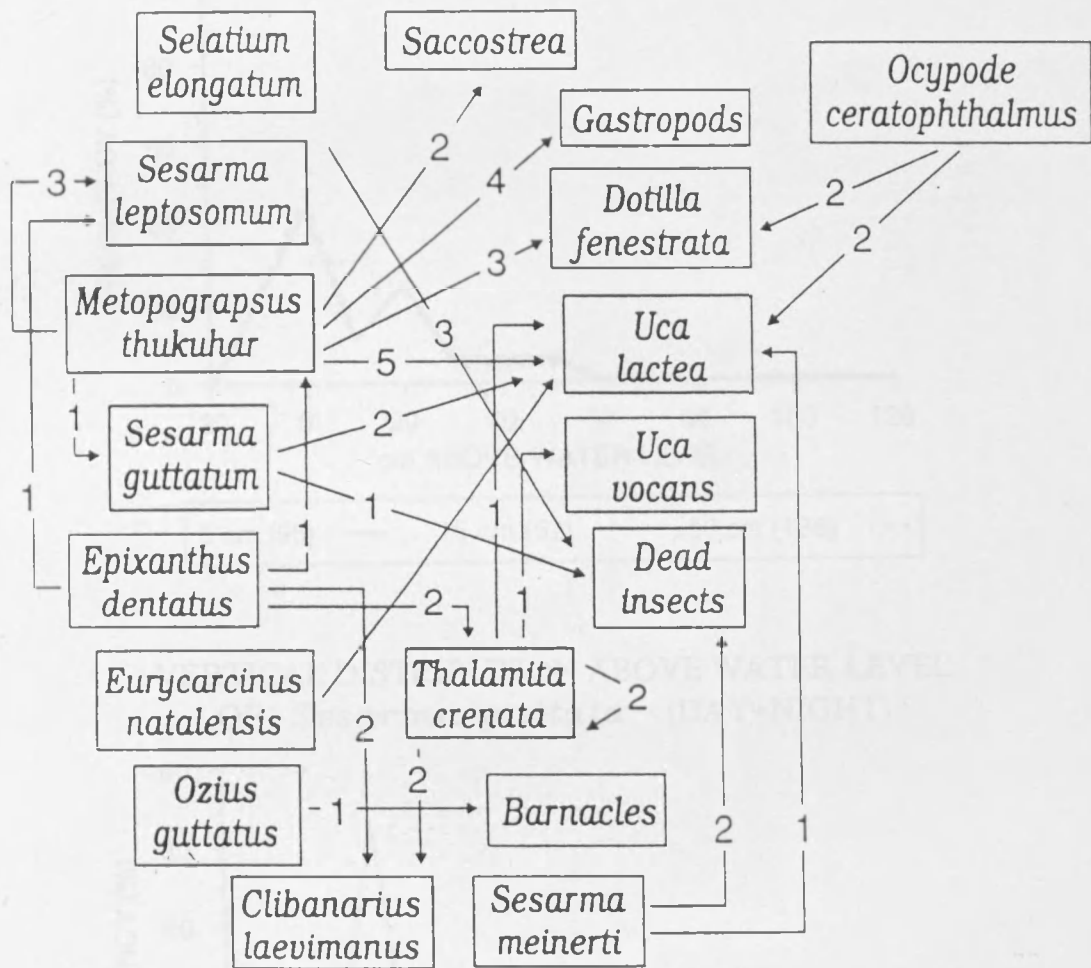 Selatium
elongatum
Saccostrea
Ocypode
ceratophthalmus
Gastropods
2
4
3
Sesarma
leptosomum
Dotilla
fenestrata
2
2
3
Metopograpsus
thukuhar
3
Uca
lactea
5
1
Sesarma
guttatum
2
Uca
vocans
1
1
1
1
Epixanthus
dentatus
2
1
Dead
insects
Eurycarcinus
natalensis
2
Thalamita
crenata
2
2
Ozius
guttatus
1
Barnacles
2
1
Clibanarius
laevimanus
Sesarma
meinerti